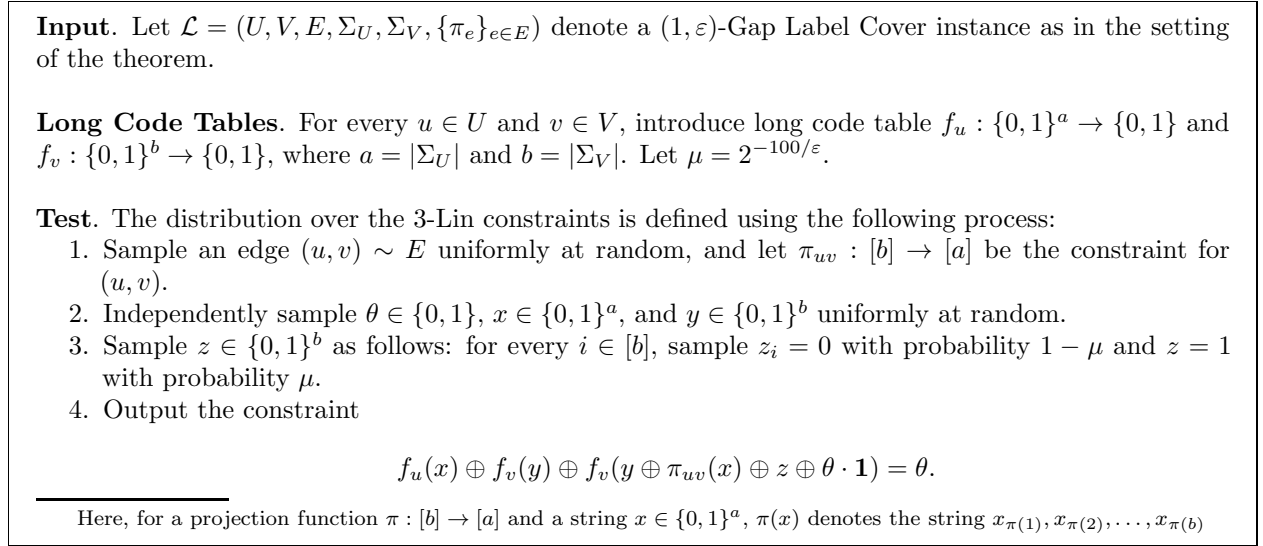 Input. Let ℒ = (U, V, E, Σ_U, Σ_V, {π_e}_{e∈E}) denote a (1, ε)-Gap Label Cover instance as in the setting
of the theorem.
Long Code Tables. For every u ∈ U and v ∈ V, introduce long code table f_u : {0, 1}^a → {0, 1} and
f_v : {0, 1}^b → {0, 1}, where a = |Σ_U| and b = |Σ_V|. Let μ = 2^{−100/ε}.
Test. The distribution over the 3-Lin constraints is defined using the following process:
1. Sample an edge (u, v) ∼ E uniformly at random, and let π_{uv} : [b] → [a] be the constraint for
(u, v).
2. Independently sample θ ∈ {0, 1}, x ∈ {0, 1}^a, and y ∈ {0, 1}^b uniformly at random.
3. Sample z ∈ {0, 1}^b as follows: for every i ∈ [b], sample z_i = 0 with probability 1 − μ and z = 1
with probability μ.
4. Output the constraint
f_u(x) ⊕ f_v(y) ⊕ f_v(y ⊕ π_{uv}(x) ⊕ z ⊕ θ · 1) = θ.
Here, for a projection function π : [b] → [a] and a string x ∈ {0, 1}^a, π(x) denotes the string x_{π(1)}, x_{π(2)}, . . . , x_{π(b)}